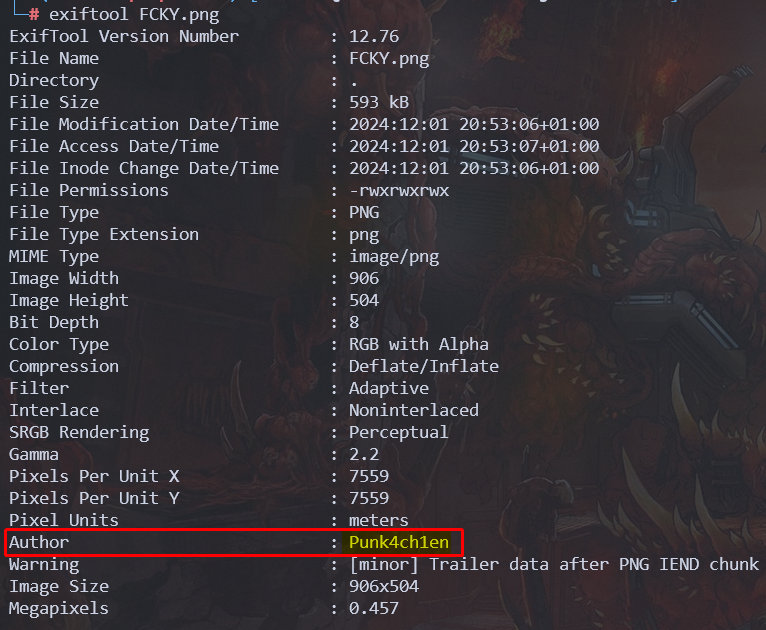 # exiftool FCKY.png
ExifTool Version Number : 12.76
File Name : FCKY.png
Directory : .
File Size : 593 kB
File Modification Date/Time : 2024:12:01 20:53:06+01:00
File Access Date/Time : 2024:12:01 20:53:07+01:00
File Inode Change Date/Time : 2024:12:01 20:53:06+01:00
File Permissions : -rwxrwxrwx
File Type : PNG
File Type Extension : png
MIME Type : image/png
Image Width : 906
Image Height : 504
Bit Depth : 8
Color Type : RGB with Alpha
Compression : Deflate/Inflate
Filter : Adaptive
Interlace : Noninterlaced
SRGB Rendering : Perceptual
Gamma : 2.2
Pixels Per Unit X : 7559
Pixels Per Unit Y : 7559
Pixel Units : meters
Author : Punk4ch1en
Warning : [minor] Trailer data after PNG IEND chunk
Image Size : 906x504
Megapixels : 0.457